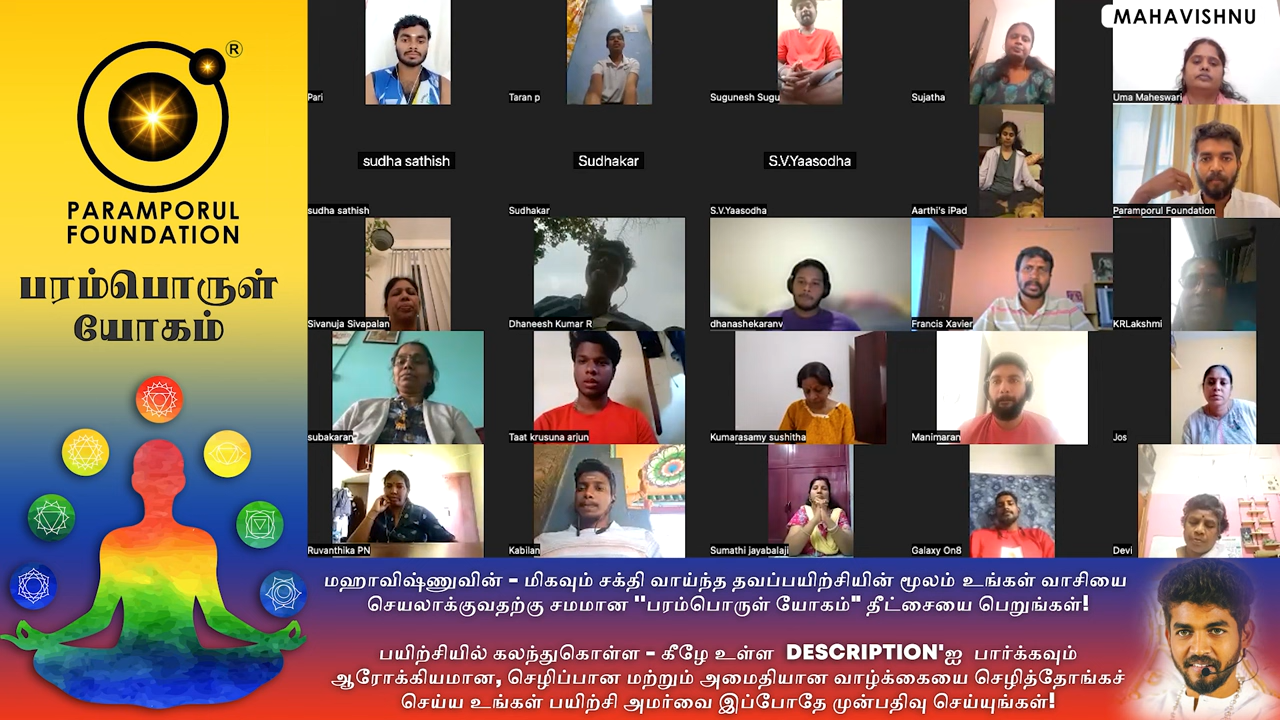 MAHAVISHNU
®
PARAMPORUL
FOUNDATION
பரம்பொருள்
யோகம்
Pari
Taran p
Sugunesh Sugu
Sujatha
Uma Maheswari
sudha sathish
Sudhakar
S.V.Yaasodha
sudha sathish
Sudhakar
S.V.Yaasodha
Aarthi's iPad
Paramporul Foundation
Sivanuja Sivapalan
Dhaneesh Kumar R
dhanashekaranv
Francis Xavier
KRLakshmi
subakaran
Taat krusuna arjun
Kumarasamy sushitha
Manimaran
Jos
Ruvanthika PN
Kabilan
Sumathi jayabalaji
Galaxy On8
Devi
மஹாவிஷ்ணுவின் - மிகவும் சக்தி வாய்ந்த தவப்பயிற்சியின் மூலம் உங்கள் வாசியை
செயலாக்குவதற்கு சமமான "பரம்பொருள் யோகம்" தீட்சையை பெறுங்கள்!
பயிற்சியில் கலந்துகொள்ள - கீழே உள்ள DESCRIPTION'ஐ பார்க்கவும்
ஆரோக்கியமான, செழிப்பான மற்றும் அமைதியான வாழ்க்கையை செழித்தோங்கச்
செய்ய உங்கள் பயிற்சி அமர்வை இப்போதே முன்பதிவு செய்யுங்கள்!